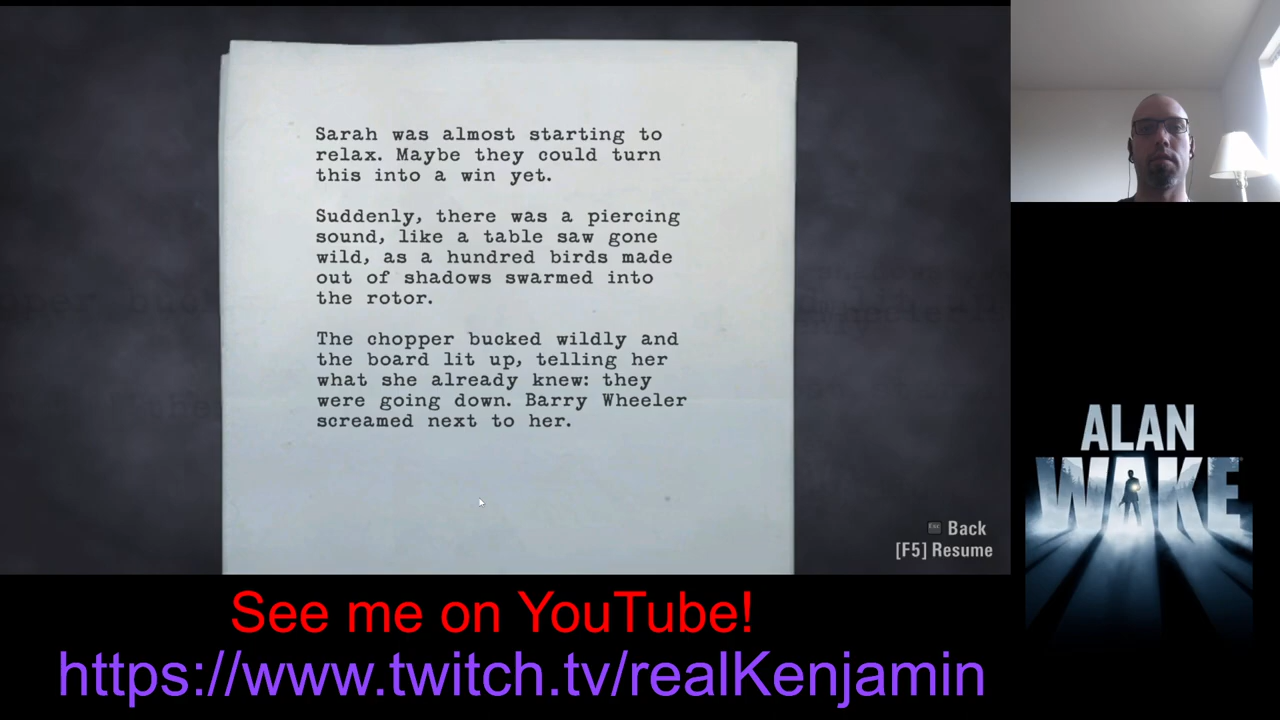 Sarah was almost starting to
relax. Maybe they could turn
this into a win yet.
Suddenly, there was a piercing
sound, like a table saw gone
wild, as a hundred birds made
out of shadows swarmed into
the rotor.
The chopper bucked wildly and
the board lit up, telling her
what she already knew: they
were going down. Barry Wheeler
screamed next to her.
Esc Back
[F5] Resume
ALAN
WAKE
See me on YouTube!
https://www.twitch.tv/realKenjamin